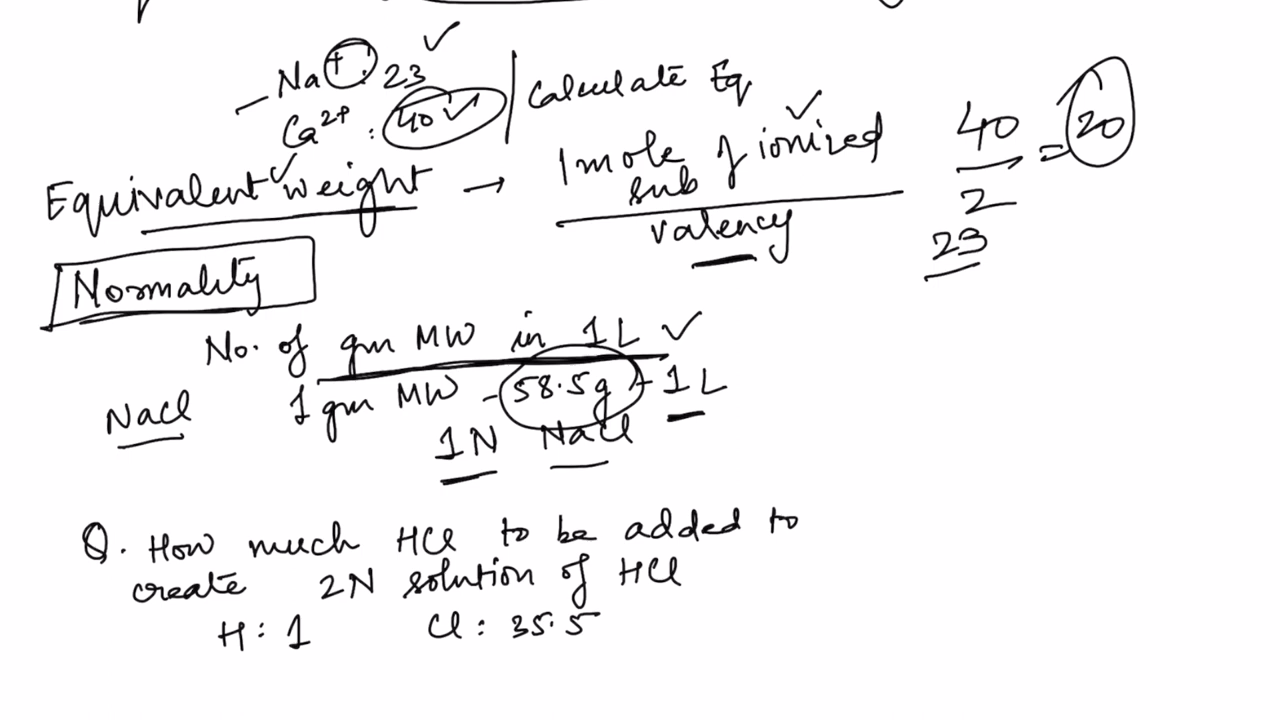 Na⁺ : 23
Ca²⁺ : 40
Calculate Eq
Equivalent weight → 1 mole of ionized sub / valency
40 / 2 = 20
23
Normality
No. of gm MW in 1 L
NaCl 1 gm MW - 58.5g - 1 L
1N NaCl
Q. How much HCl to be added to
create 2N solution of HCl
H : 1 Cl : 35.5